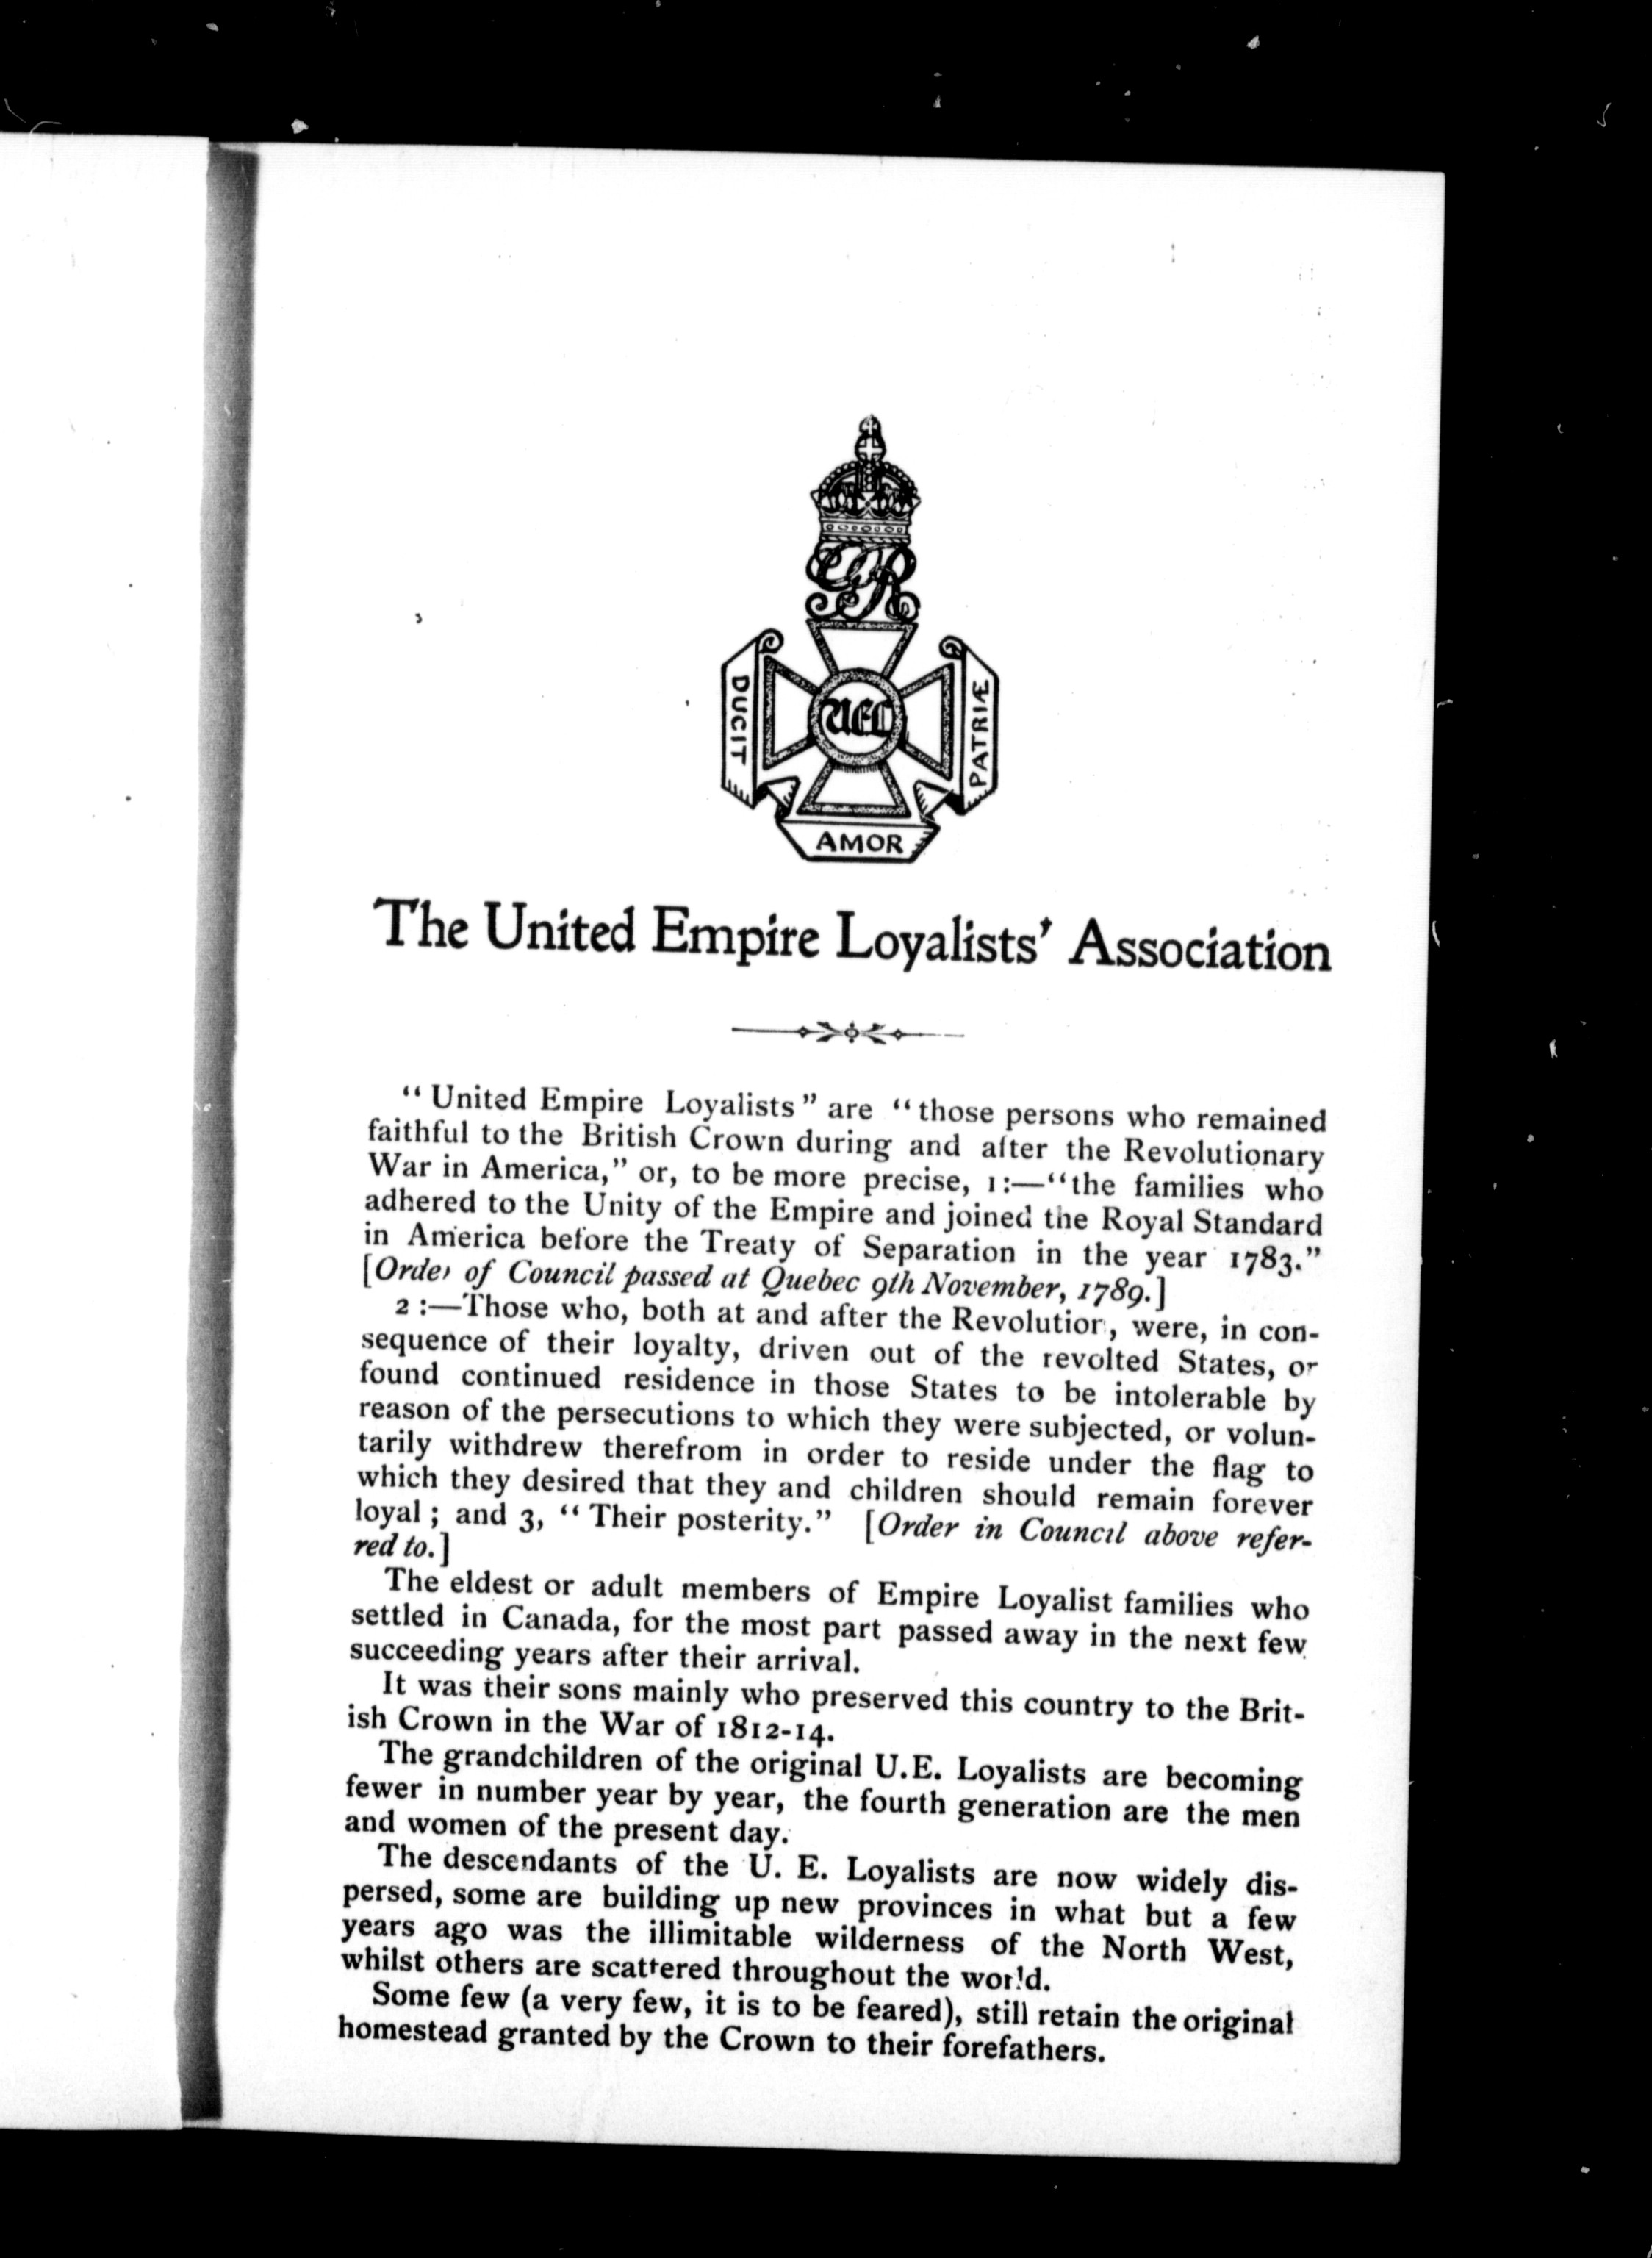 GR
DUCIT
UEL
PATRIÆ
AMOR
The United Empire Loyalists' Association
“ United Empire Loyalists ” are “ those persons who remained
faithful to the British Crown during and after the Revolutionary
War in America,” or, to be more precise, 1:—“the families who
adhered to the Unity of the Empire and joined the Royal Standard
in America before the Treaty of Separation in the year 1783.”
[Order of Council passed at Quebec 9th November, 1789.]
2 :—Those who, both at and after the Revolution, were, in con-
sequence of their loyalty, driven out of the revolted States, or
found continued residence in those States to be intolerable by
reason of the persecutions to which they were subjected, or volun-
tarily withdrew therefrom in order to reside under the flag to
which they desired that they and children should remain forever
loyal ; and 3, “ Their posterity.” [Order in Council above refer-
red to.]
The eldest or adult members of Empire Loyalist families who
settled in Canada, for the most part passed away in the next few
succeeding years after their arrival.
It was their sons mainly who preserved this country to the Brit-
ish Crown in the War of 1812-14.
The grandchildren of the original U.E. Loyalists are becoming
fewer in number year by year, the fourth generation are the men
and women of the present day.
The descendants of the U. E. Loyalists are now widely dis-
persed, some are building up new provinces in what but a few
years ago was the illimitable wilderness of the North West,
whilst others are scattered throughout the world.
Some few (a very few, it is to be feared), still retain the original
homestead granted by the Crown to their forefathers.